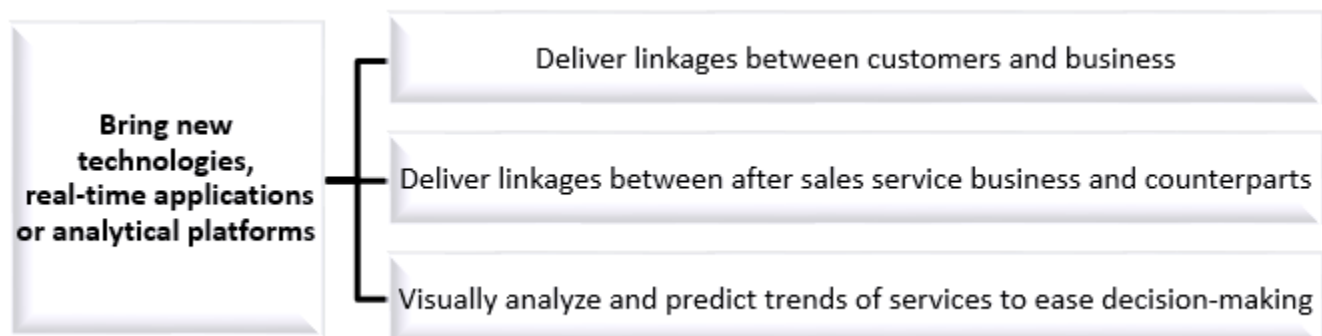 Bring new
technologies,
real-time applications
or analytical platforms
Deliver linkages between customers and business
Deliver linkages between after sales service business and counterparts
Visually analyze and predict trends of services to ease decision-making